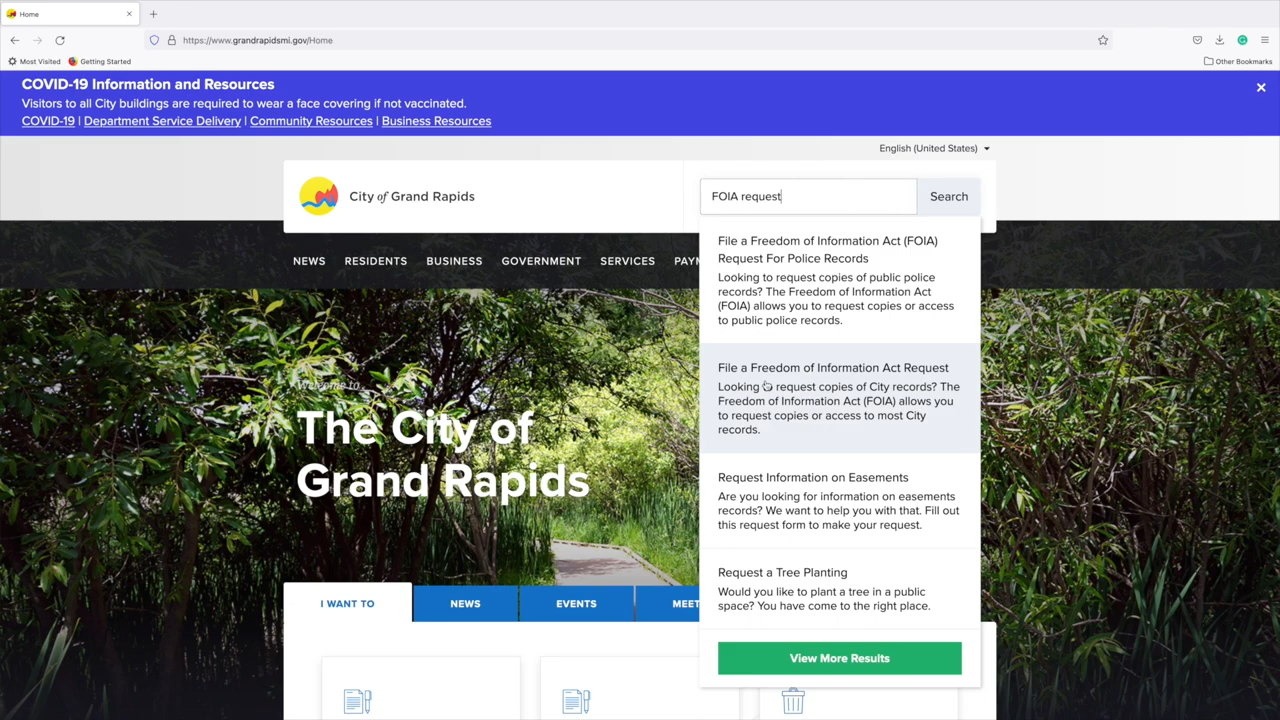 Home
https://www.grandrapidsmi.gov/Home
Most Visited
Getting Started
Other Bookmarks
COVID-19 Information and Resources
Visitors to all City buildings are required to wear a face covering if not vaccinated.
COVID-19 | Department Service Delivery | Community Resources | Business Resources
English (United States)
City of Grand Rapids
FOIA request
Search
NEWS
RESIDENTS
BUSINESS
GOVERNMENT
SERVICES
PAYM
File a Freedom of Information Act (FOIA)
Request For Police Records
Looking to request copies of public police
records? The Freedom of Information Act
(FOIA) allows you to request copies or access
to public police records.
File a Freedom of Information Act Request
Looking to request copies of City records? The
Freedom of Information Act (FOIA) allows you
to request copies or access to most City
records.
Request Information on Easements
Are you looking for information on easements
records? We want to help you with that. Fill out
this request form to make your request.
Request a Tree Planting
Would you like to plant a tree in a public
space? You have come to the right place.
View More Results
Welcome to
The City of
Grand Rapids
I WANT TO
NEWS
EVENTS
MEET